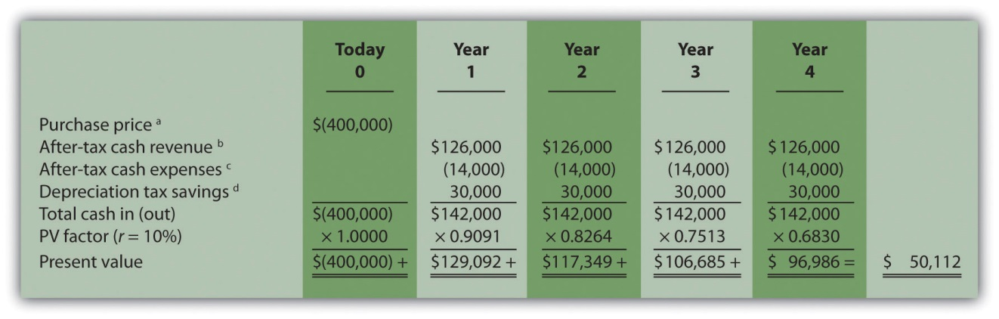 Today Year Year Year Year
0 1 2 3 4
Purchase price a $(400,000)
After-tax cash revenue b $126,000 $126,000 $126,000 $126,000
After-tax cash expenses c (14,000) (14,000) (14,000) (14,000)
Depreciation tax savings d 30,000 30,000 30,000 30,000
Total cash in (out) $(400,000) $142,000 $142,000 $142,000 $142,000
PV factor (r = 10%) × 1.0000 × 0.9091 × 0.8264 × 0.7513 × 0.6830
Present value $(400,000) + $129,092 + $117,349 + $106,685 + $ 96,986 = $ 50,112